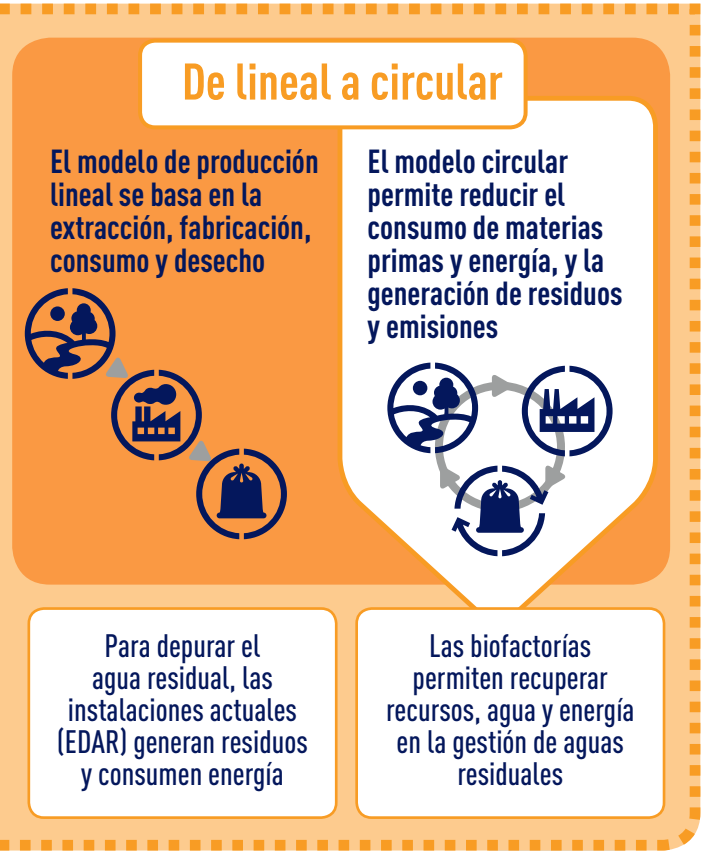 De lineal a circular
El modelo de producción
lineal se basa en la
extracción, fabricación,
consumo y desecho
El modelo circular
permite reducir el
consumo de materias
primas y energía, y la
generación de residuos
y emisiones
Para depurar el
agua residual, las
instalaciones actuales
(EDAR) generan residuos
y consumen energía
Las biofactorías
permiten recuperar
recursos, agua y energía
en la gestión de aguas
residuales